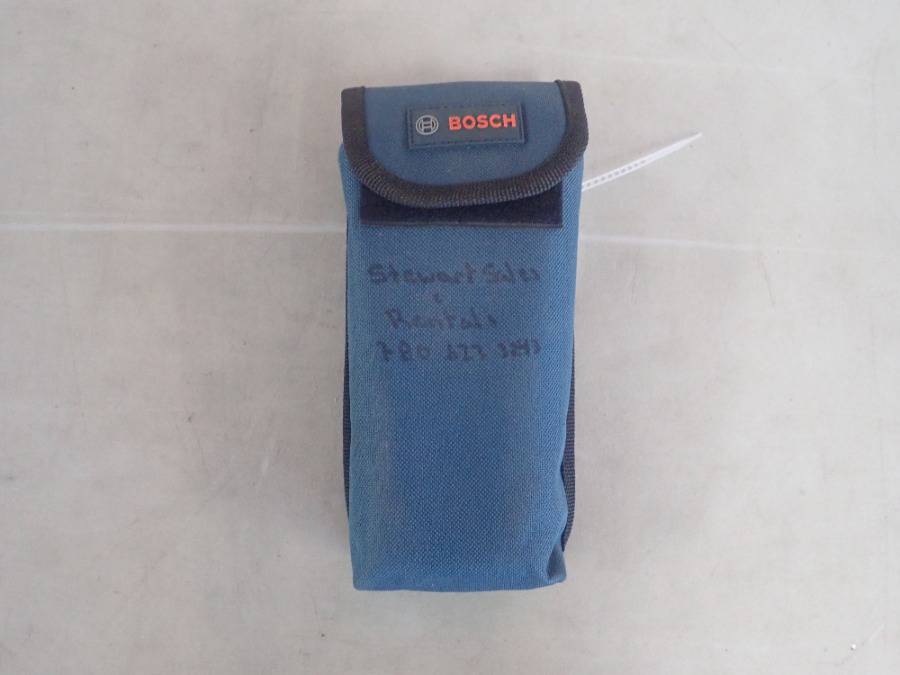 BOSCH
Stewart Sales
&
Rentals
780